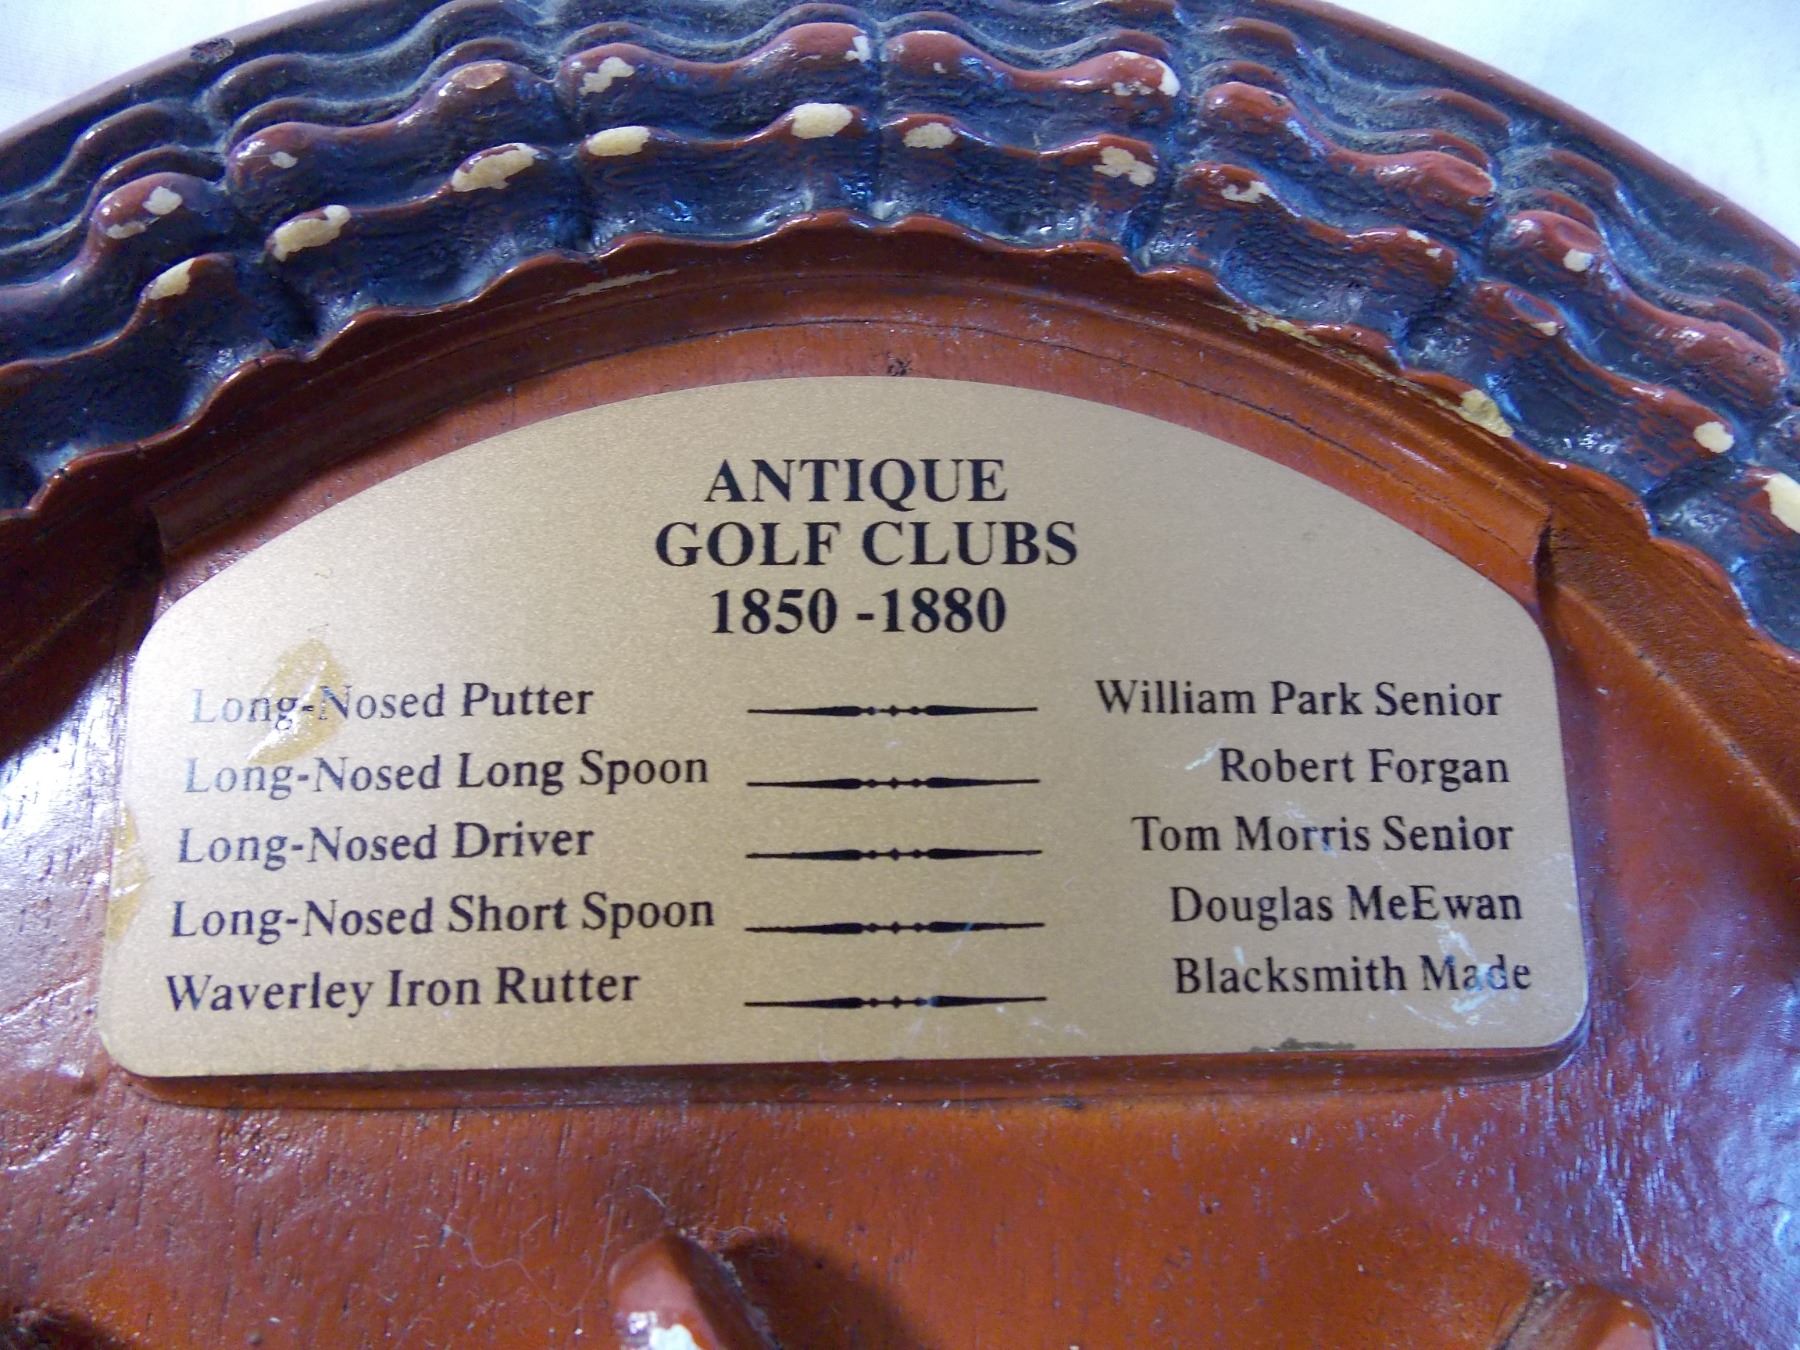 ANTIQUE
GOLF CLUBS
1850 -1880
Long-Nosed Putter William Park Senior
Long-Nosed Long Spoon Robert Forgan
Long-Nosed Driver Tom Morris Senior
Long-Nosed Short Spoon Douglas MeEwan
Waverley Iron Rutter Blacksmith Made